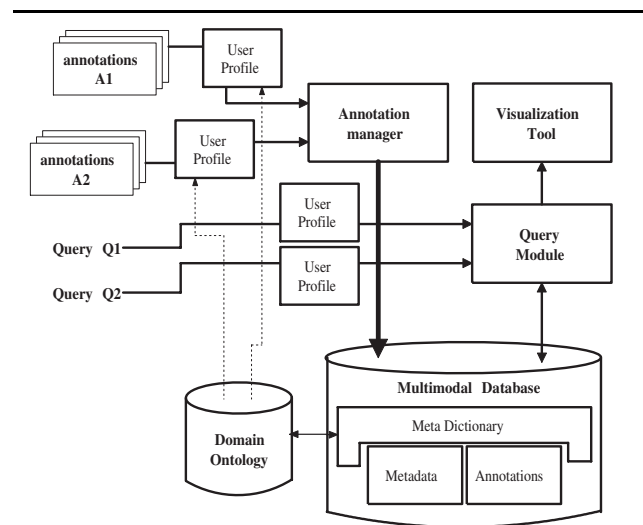 annotations
A1
User
Profile
Annotation
manager
Visualization
Tool
annotations
A2
User
Profile
User
Profile
Query Q1
Query
Module
User
Profile
Query Q2
Multimodal Database
Meta Dictionary
Domain
Ontology
Metadata
Annotations